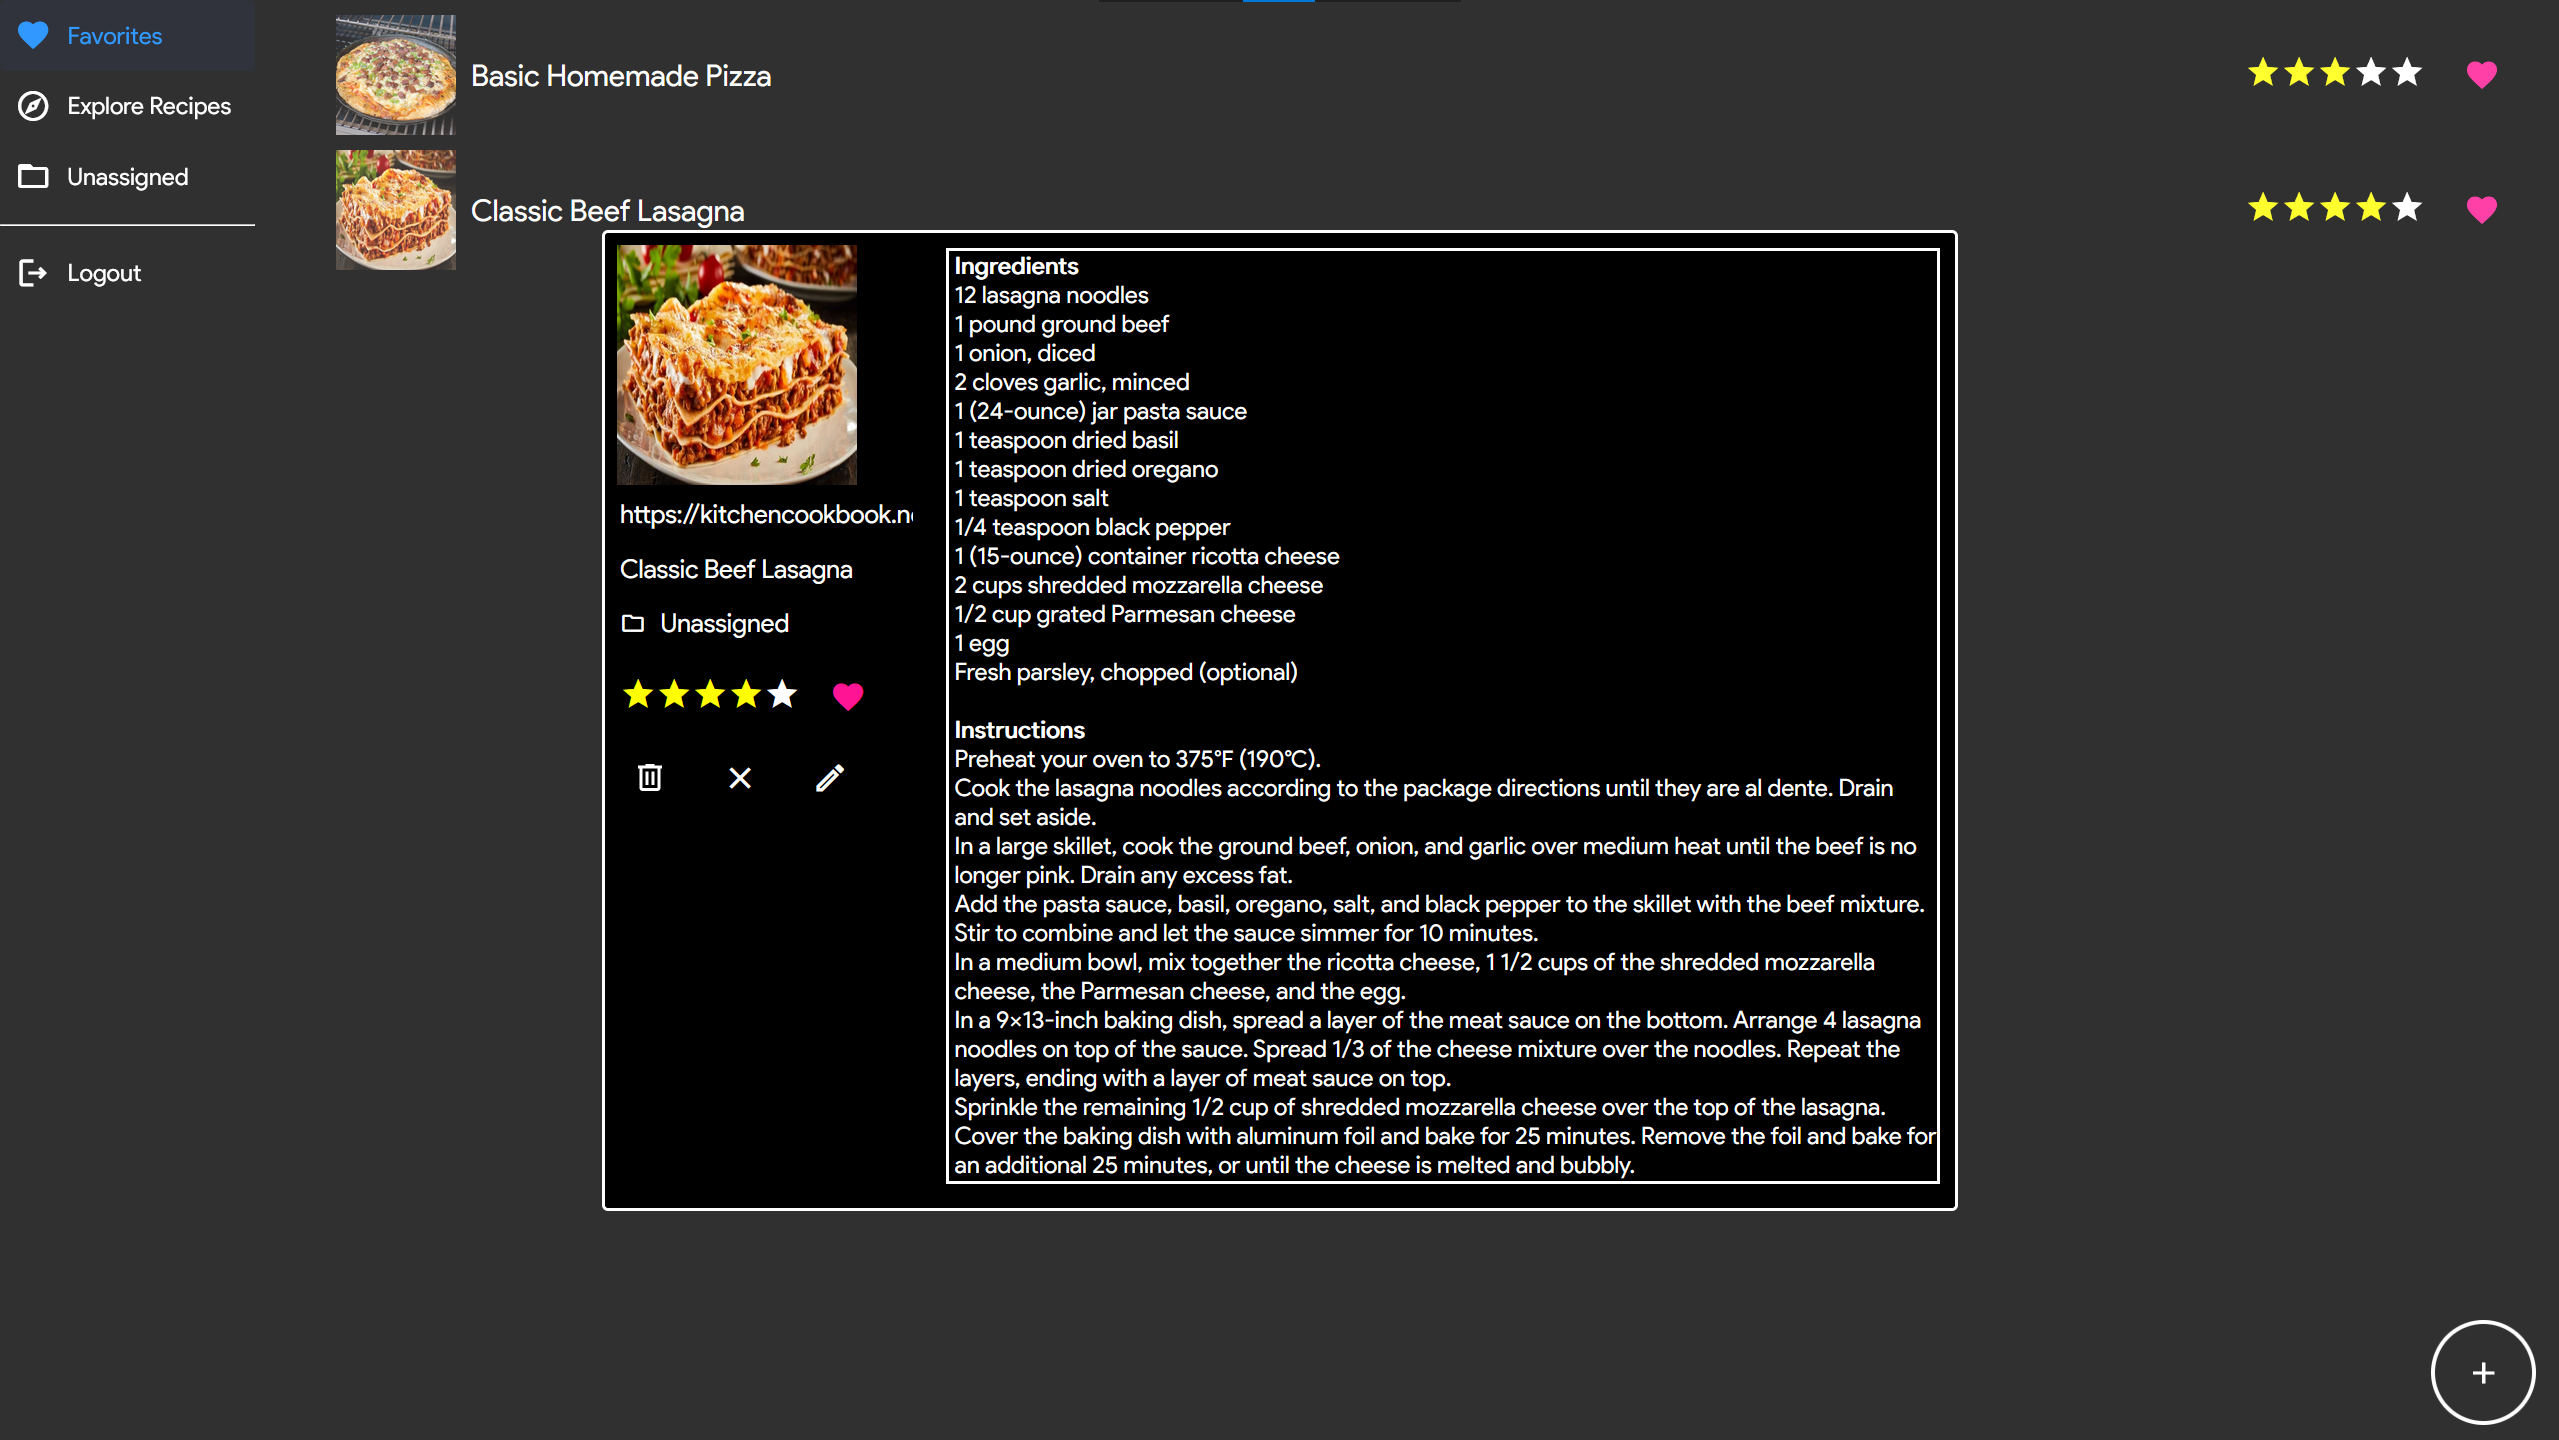 Favorites
Explore Recipes
Unassigned
Logout
Basic Homemade Pizza
Classic Beef Lasagna
https://kitchencookbook.n
Classic Beef Lasagna
Unassigned
Ingredients
12 lasagna noodles
1 pound ground beef
1 onion, diced
2 cloves garlic, minced
1 (24-ounce) jar pasta sauce
1 teaspoon dried basil
1 teaspoon dried oregano
1 teaspoon salt
1/4 teaspoon black pepper
1 (15-ounce) container ricotta cheese
2 cups shredded mozzarella cheese
1/2 cup grated Parmesan cheese
1 egg
Fresh parsley, chopped (optional)
Instructions
Preheat your oven to 375°F (190°C).
Cook the lasagna noodles according to the package directions until they are al dente. Drain
and set aside.
In a large skillet, cook the ground beef, onion, and garlic over medium heat until the beef is no
longer pink. Drain any excess fat.
Add the pasta sauce, basil, oregano, salt, and black pepper to the skillet with the beef mixture.
Stir to combine and let the sauce simmer for 10 minutes.
In a medium bowl, mix together the ricotta cheese, 1 1/2 cups of the shredded mozzarella
cheese, the Parmesan cheese, and the egg.
In a 9×13-inch baking dish, spread a layer of the meat sauce on the bottom. Arrange 4 lasagna
noodles on top of the sauce. Spread 1/3 of the cheese mixture over the noodles. Repeat the
layers, ending with a layer of meat sauce on top.
Sprinkle the remaining 1/2 cup of shredded mozzarella cheese over the top of the lasagna.
Cover the baking dish with aluminum foil and bake for 25 minutes. Remove the foil and bake for
an additional 25 minutes, or until the cheese is melted and bubbly.